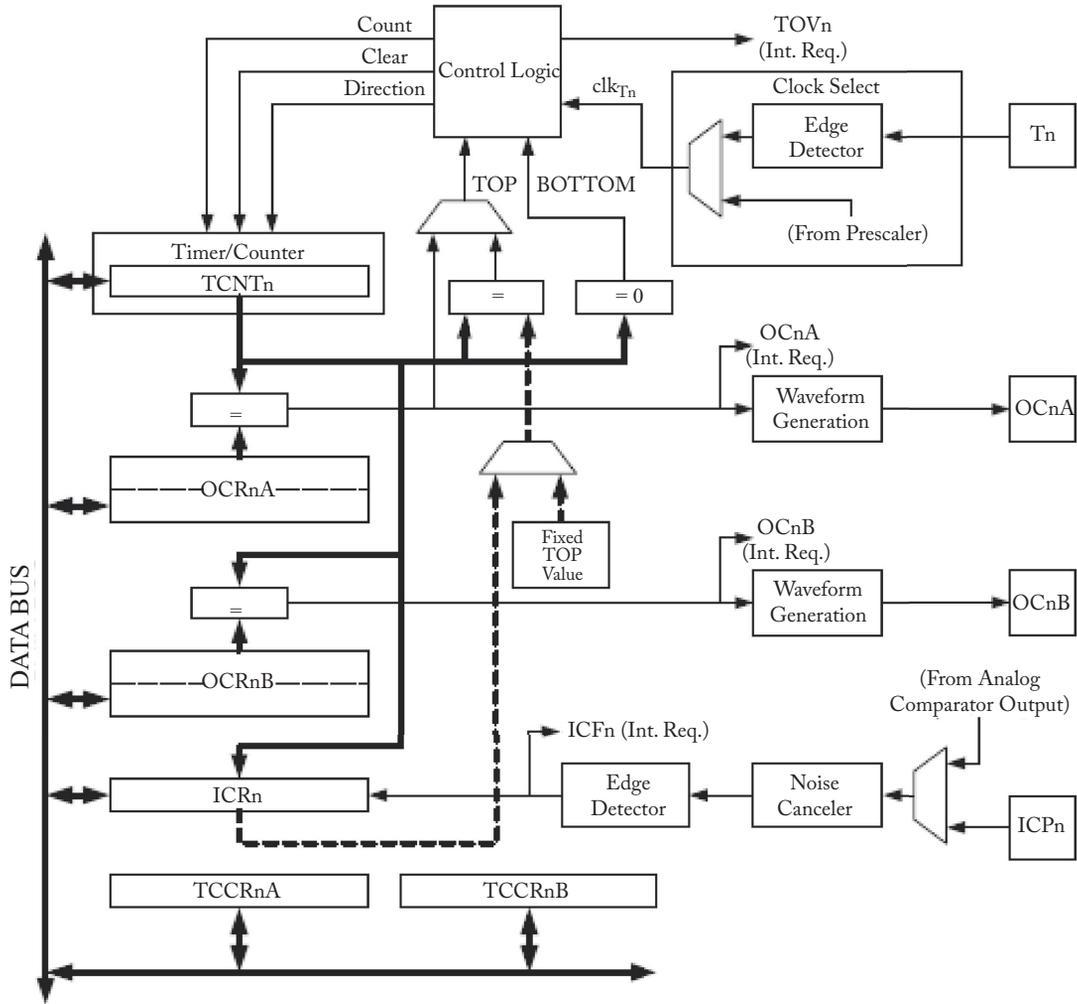 Count
Clear
Direction
Control Logic
TOVn
(Int. Req.)
clkTn
Clock Select
Edge
Detector
Tn
(From Prescaler)
TOP
BOTTOM
Timer/Counter
TCNTn
=
= 0
OCnA
(Int. Req.)
=
Waveform
Generation
OCnA
OCRnA
Fixed
TOP
Value
OCnB
(Int. Req.)
=
Waveform
Generation
OCnB
DATA BUS
OCRnB
(From Analog
Comparator Output)
ICFn (Int. Req.)
ICRn
Edge
Detector
Noise
Canceler
ICPn
TCCRnA
TCCRnB